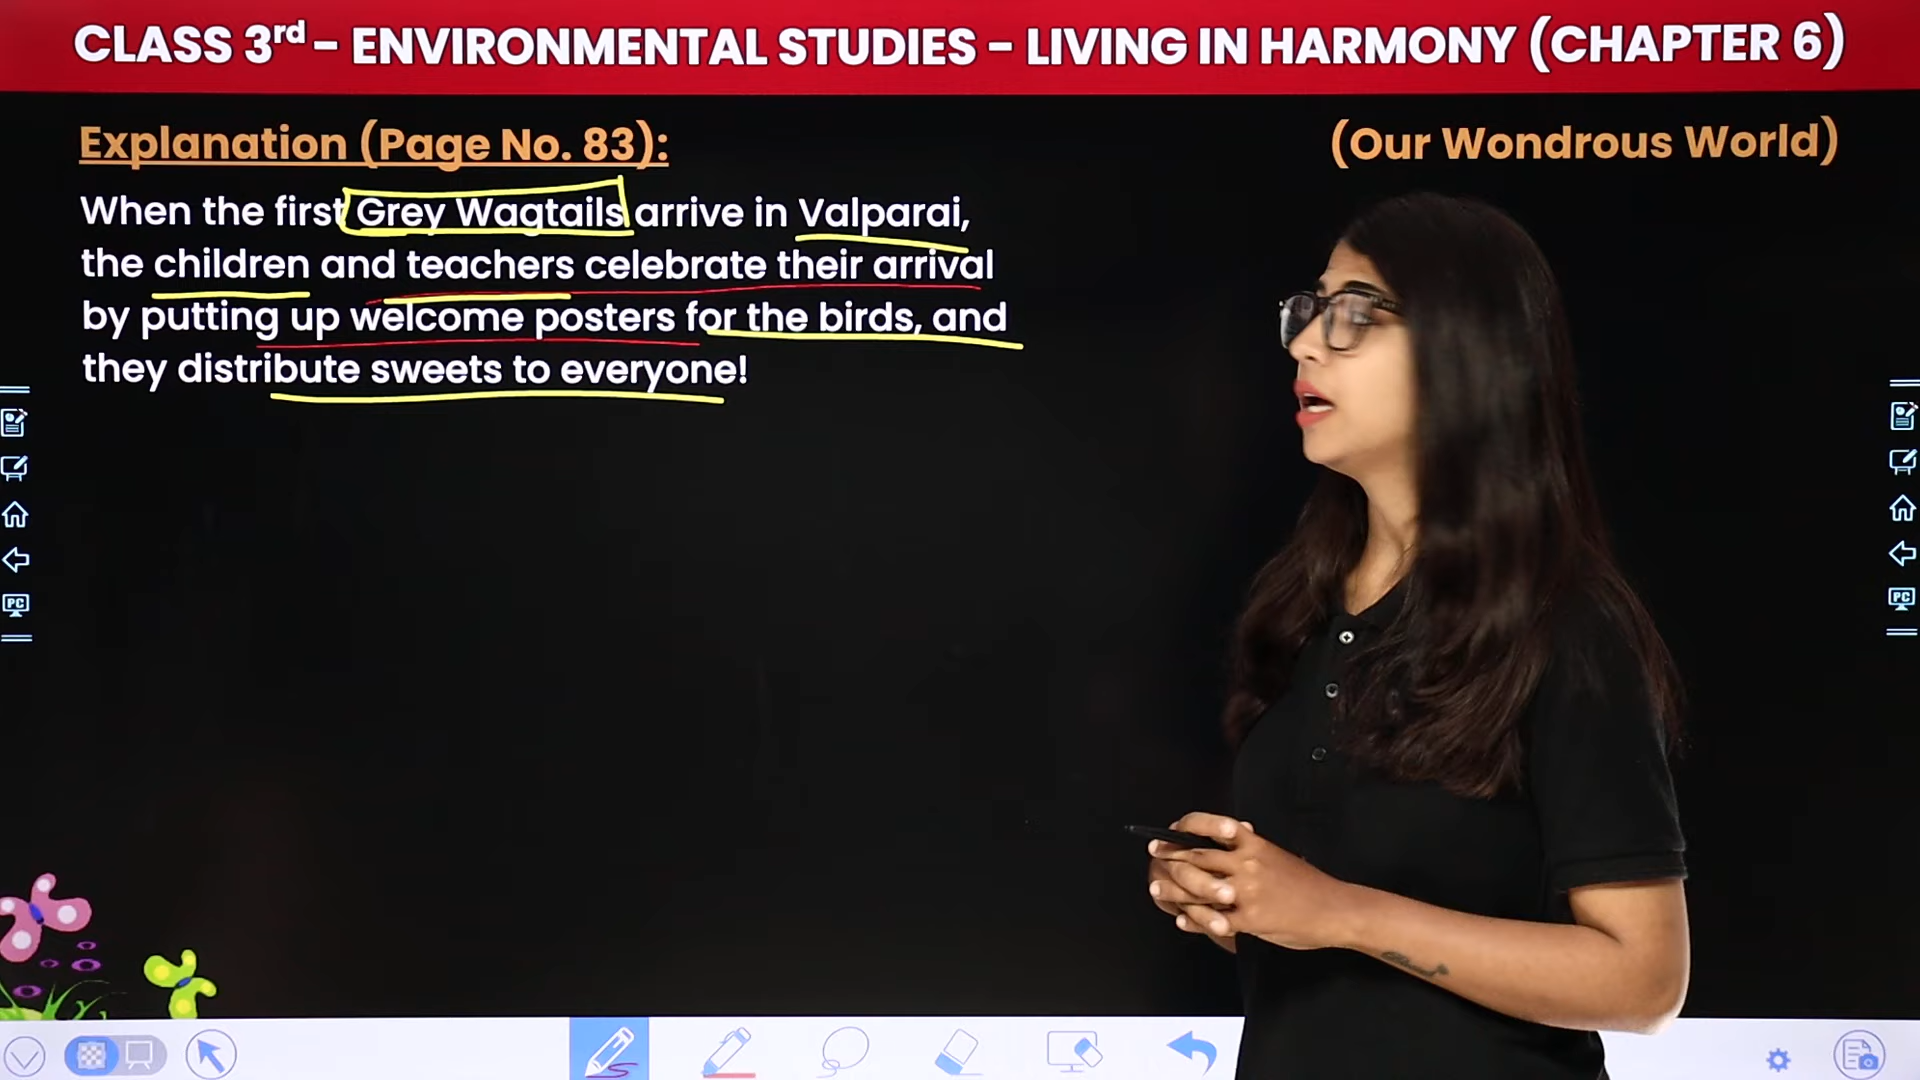 CLASS 3rd - ENVIRONMENTAL STUDIES - LIVING IN HARMONY (CHAPTER 6)
Explanation (Page No. 83):
(Our Wondrous World)
When the first Grey Wagtails arrive in Valparai,
the children and teachers celebrate their arrival
by putting up welcome posters for the birds, and
they distribute sweets to everyone!
PC
PC